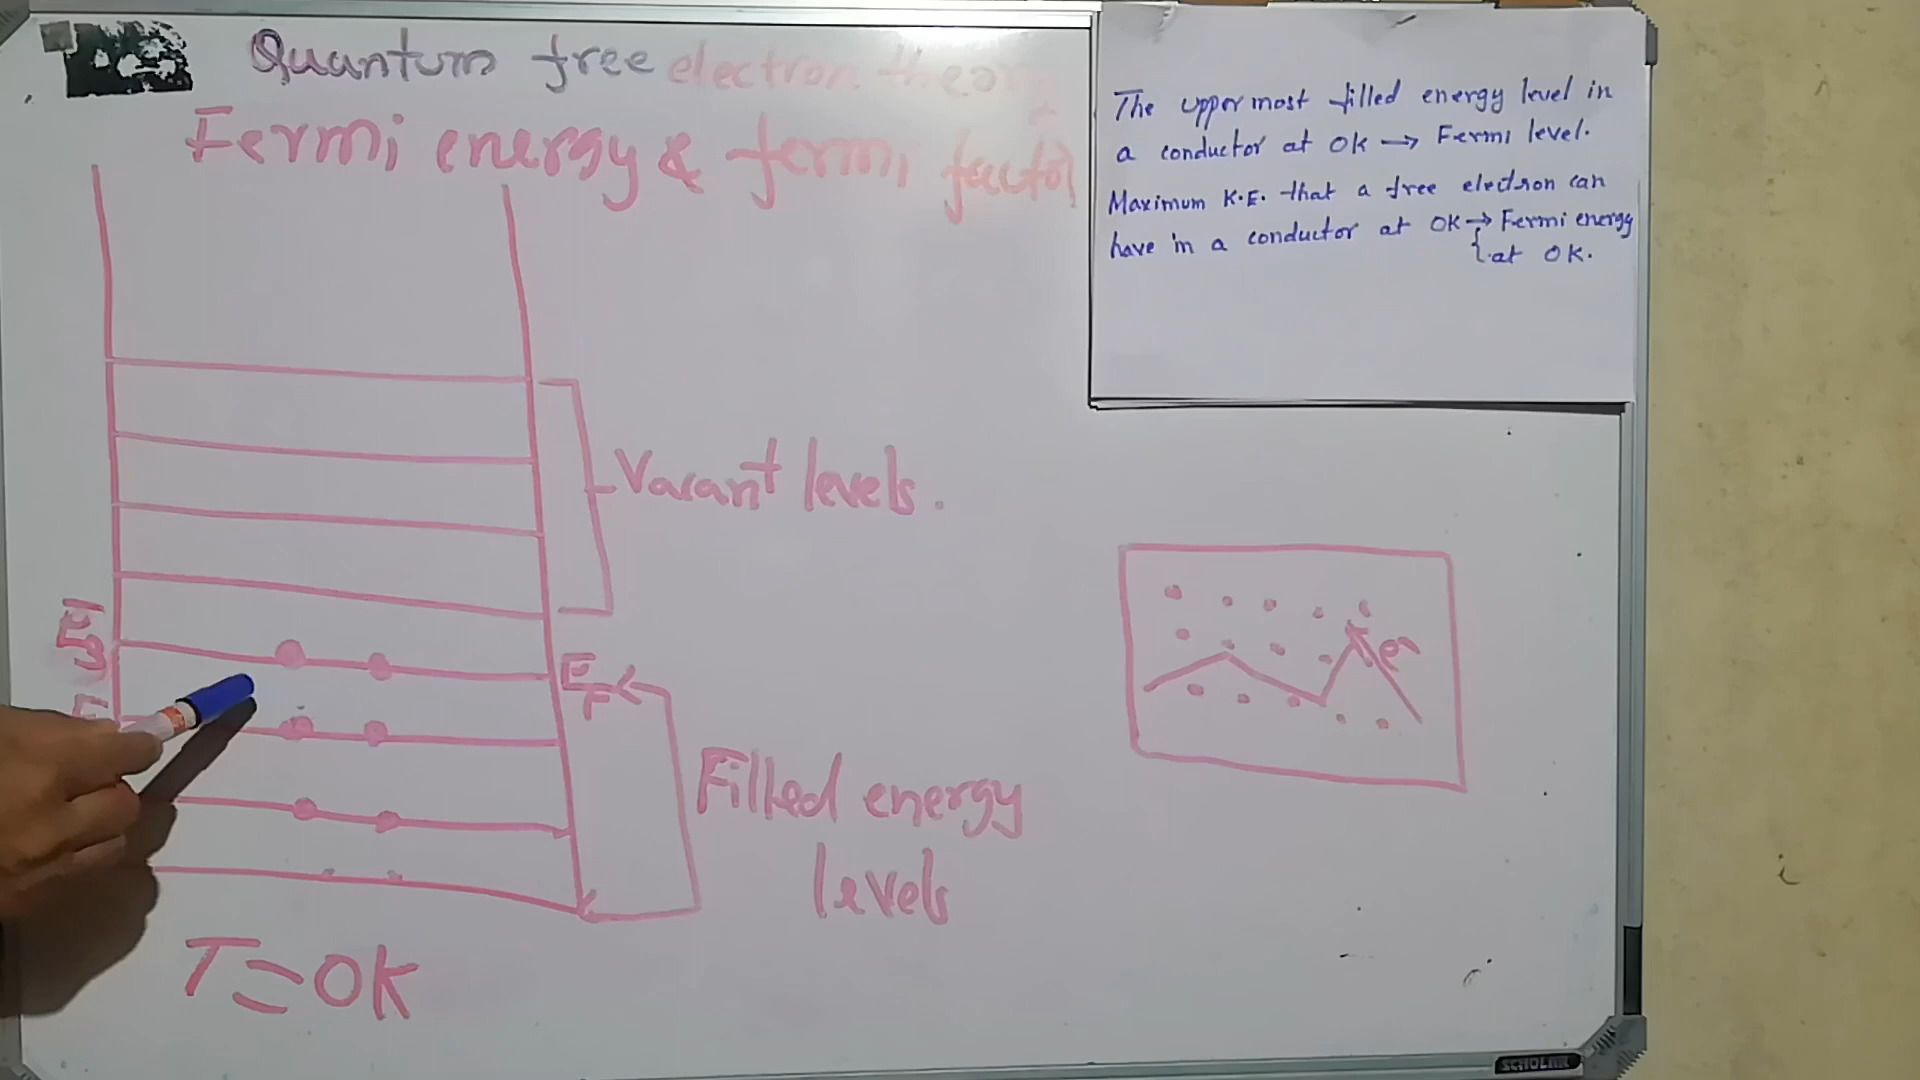 Quantum free electron theory
Fermi energy & fermi factor
The uppermost filled energy level in
a conductor at 0K → Fermi level.
Maximum K.E. that a free electron can
have in a conductor at 0K → Fermi energy
{at 0K.
Vacant levels.
E3
EF
Filled energy
levels
e⁻
T=0K
SCHOLAR